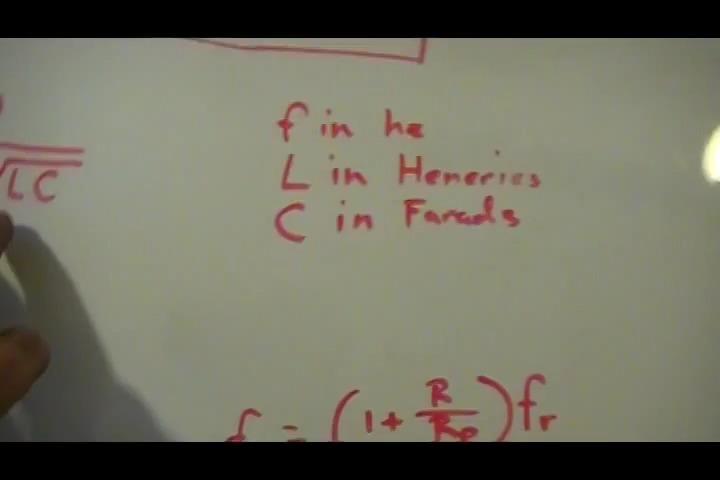 √LC
f in hz
L in Heneries
C in Farads
f = (1 + R/Rp) fr